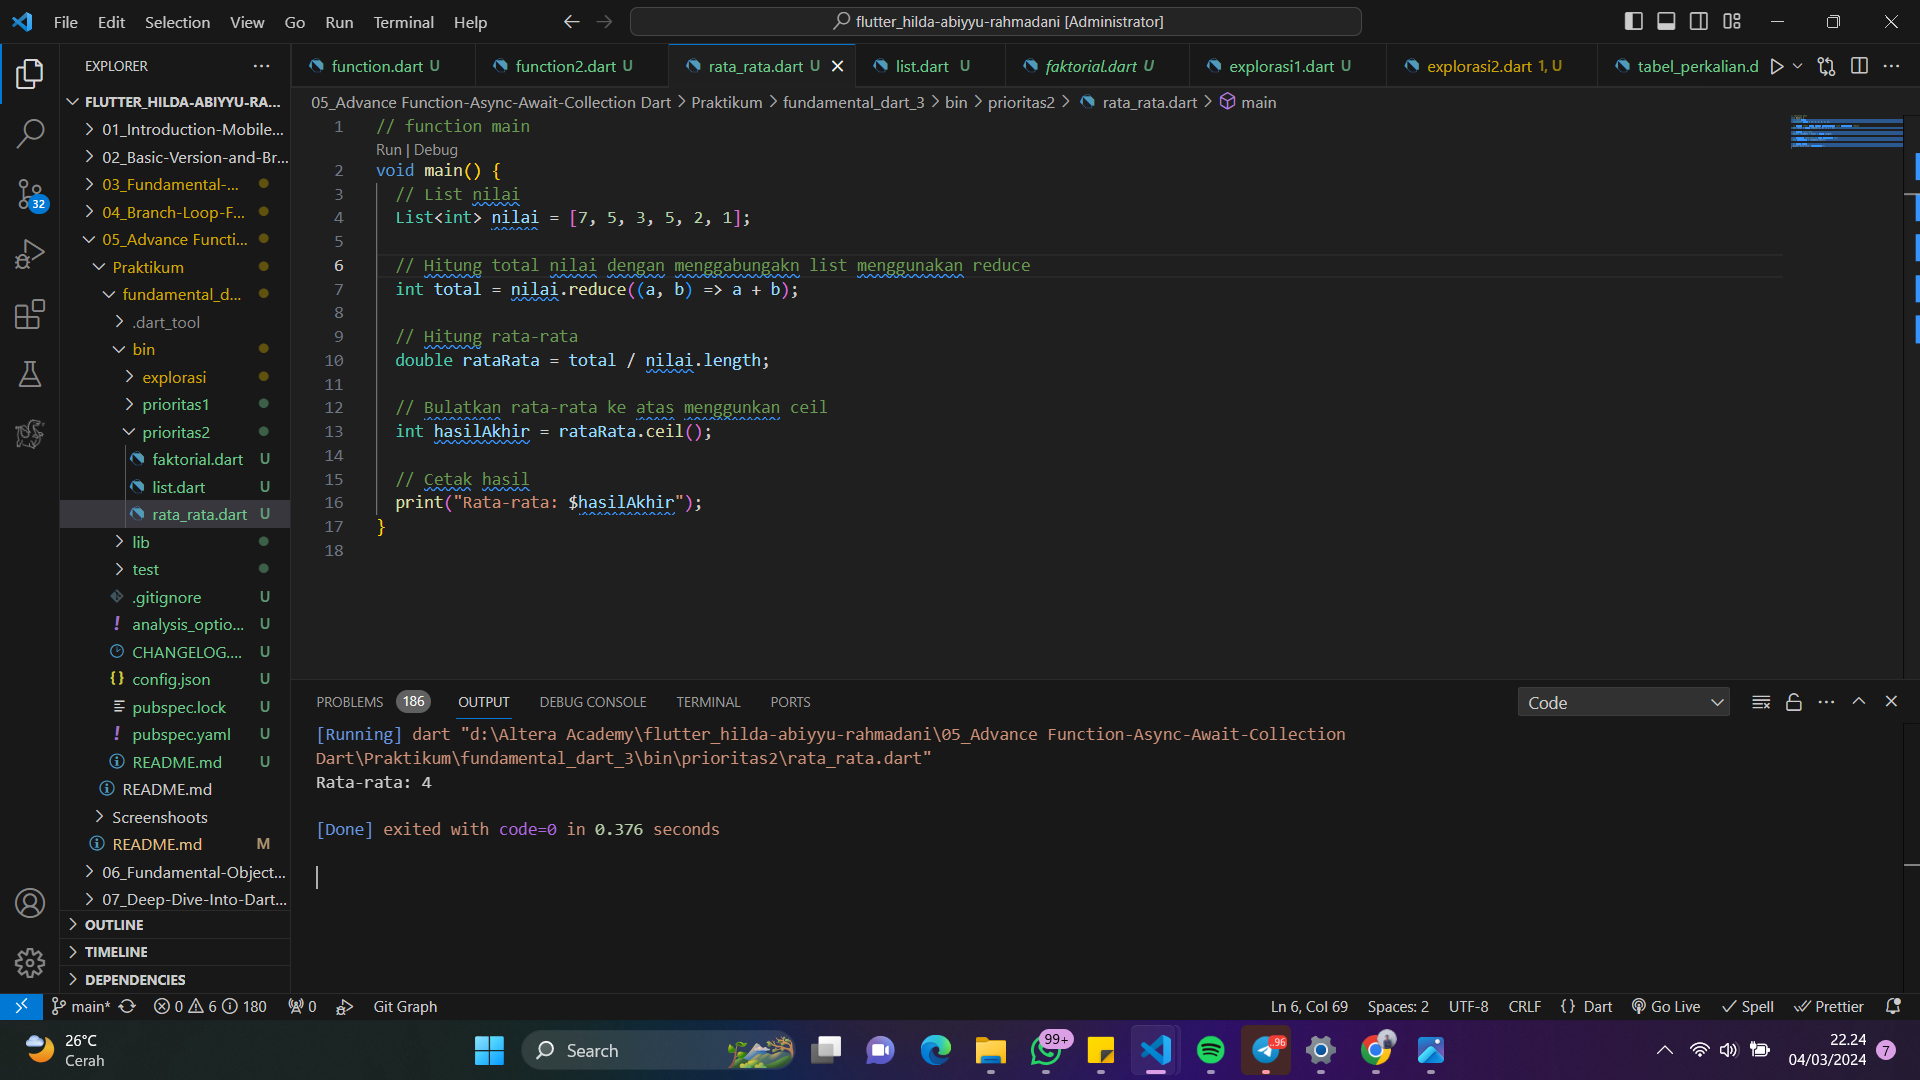 File Edit Selection View Go Run Terminal Help
flutter_hilda-abiyyu-rahmadani [Administrator]
EXPLORER
function.dart U
function2.dart U
rata_rata.dart U
list.dart U
faktorial.dart U
explorasi1.dart U
explorasi2.dart 1, U
tabel_perkalian.d
FLUTTER_HILDA-ABIYYU-RA...
01_Introduction-Mobile...
02_Basic-Version-and-Br...
03_Fundamental-...
04_Branch-Loop-F...
05_Advance Functi...
Praktikum
fundamental_d...
.dart_tool
bin
explorasi
prioritas1
prioritas2
faktorial.dart U
list.dart U
rata_rata.dart U
lib
test
.gitignore U
analysis_optio... U
CHANGELOG.... U
config.json U
pubspec.lock U
pubspec.yaml U
README.md U
README.md
Screenshoots
README.md M
06_Fundamental-Object...
07_Deep-Dive-Into-Dart...
OUTLINE
TIMELINE
DEPENDENCIES
32
05_Advance Function-Async-Await-Collection Dart > Praktikum > fundamental_dart_3 > bin > prioritas2 > rata_rata.dart > main
1 // function main
Run | Debug
2 void main() {
3 // List nilai
4 List<int> nilai = [7, 5, 3, 5, 2, 1];
5
6 // Hitung total nilai dengan menggabungakn list menggunakan reduce
7 int total = nilai.reduce((a, b) => a + b);
8
9 // Hitung rata-rata
10 double rataRata = total / nilai.length;
11
12 // Bulatkan rata-rata ke atas menggunkan ceil
13 int hasilAkhir = rataRata.ceil();
14
15 // Cetak hasil
16 print("Rata-rata: $hasilAkhir");
17 }
18
PROBLEMS 186 OUTPUT DEBUG CONSOLE TERMINAL PORTS
Code
[Running] dart "d:\Altera Academy\flutter_hilda-abiyyu-rahmadani\05_Advance Function-Async-Await-Collection
Dart\Praktikum\fundamental_dart_3\bin\prioritas2\rata_rata.dart"
Rata-rata: 4
[Done] exited with code=0 in 0.376 seconds
main* 0 6 180 0 Git Graph
Ln 6, Col 69 Spaces: 2 UTF-8 CRLF {} Dart Go Live Spell Prettier
26°C
Cerah
Search
99+
..96
22.24
04/03/2024
7